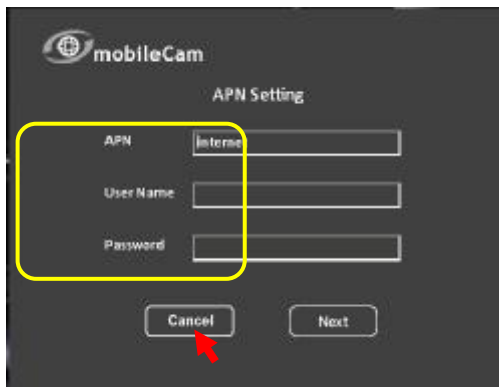 mobileCam
APN Setting
APN interne
User Name
Password
Cancel Next